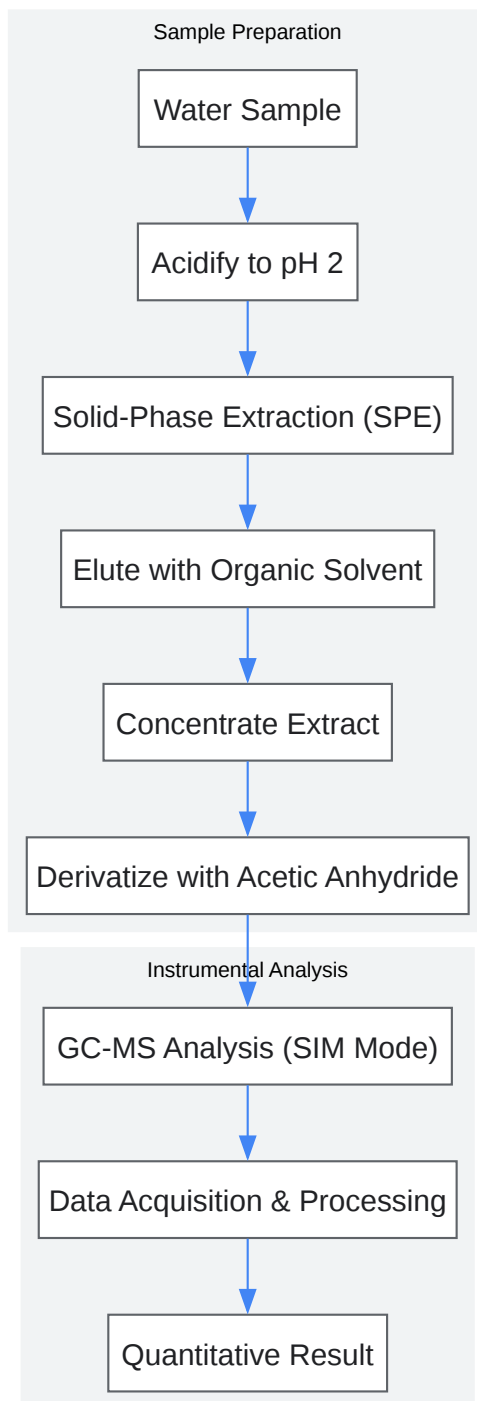 Sample Preparation
Water Sample
Acidify to pH 2
Solid-Phase Extraction (SPE)
Elute with Organic Solvent
Concentrate Extract
Derivatize with Acetic Anhydride
Instrumental Analysis
GC-MS Analysis (SIM Mode)
Data Acquisition & Processing
Quantitative Result